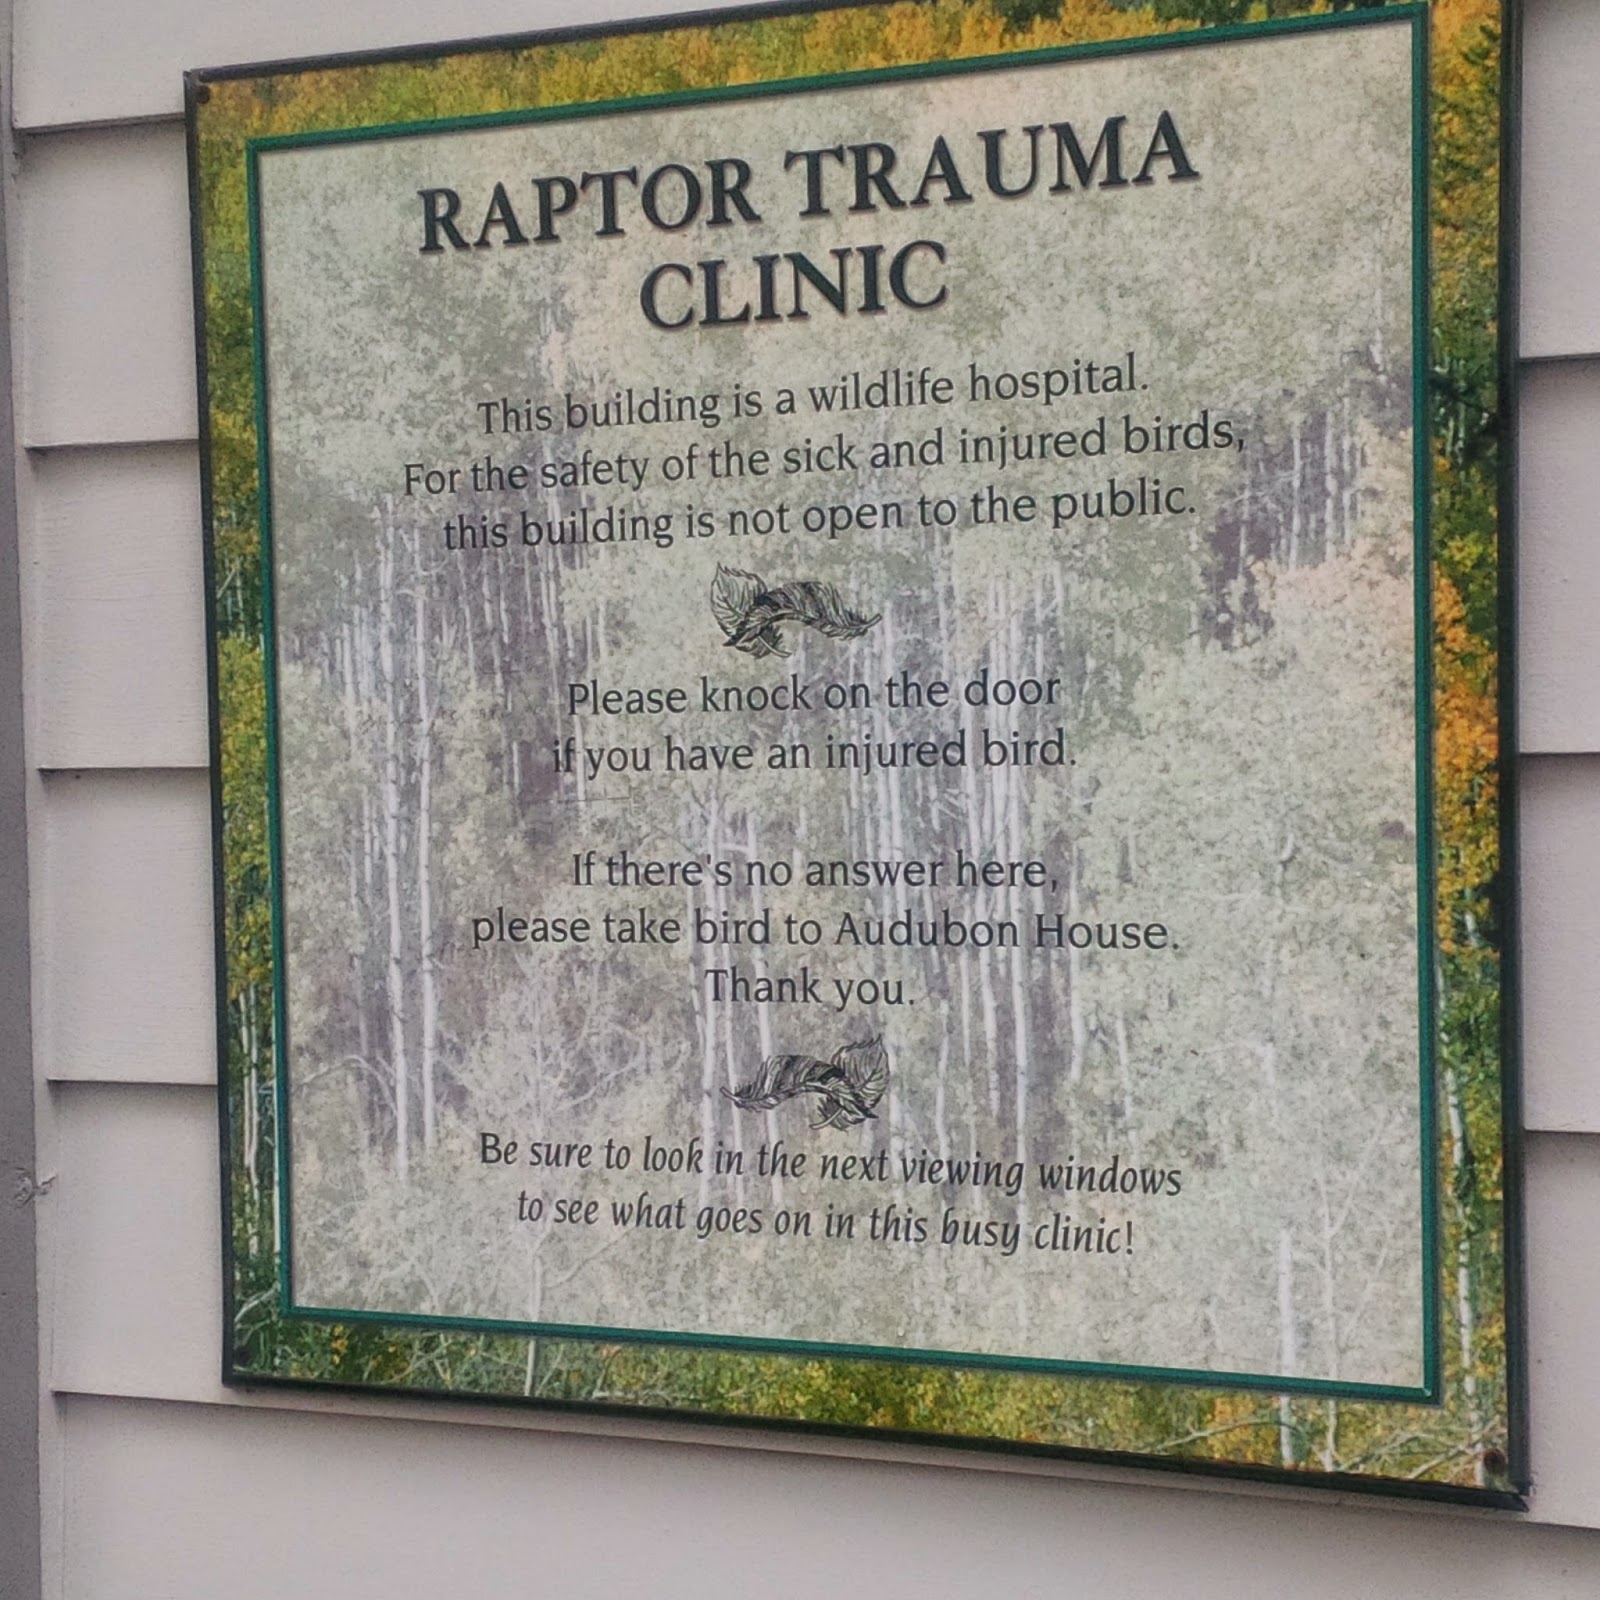 RAPTOR TRAUMA
CLINIC
This building is a wildlife hospital.
For the safety of the sick and injured birds,
this building is not open to the public.
Please knock on the door
if you have an injured bird.
If there's no answer here,
please take bird to Audubon House.
Thank you.
Be sure to look in the next viewing windows
to see what goes on in this busy clinic!